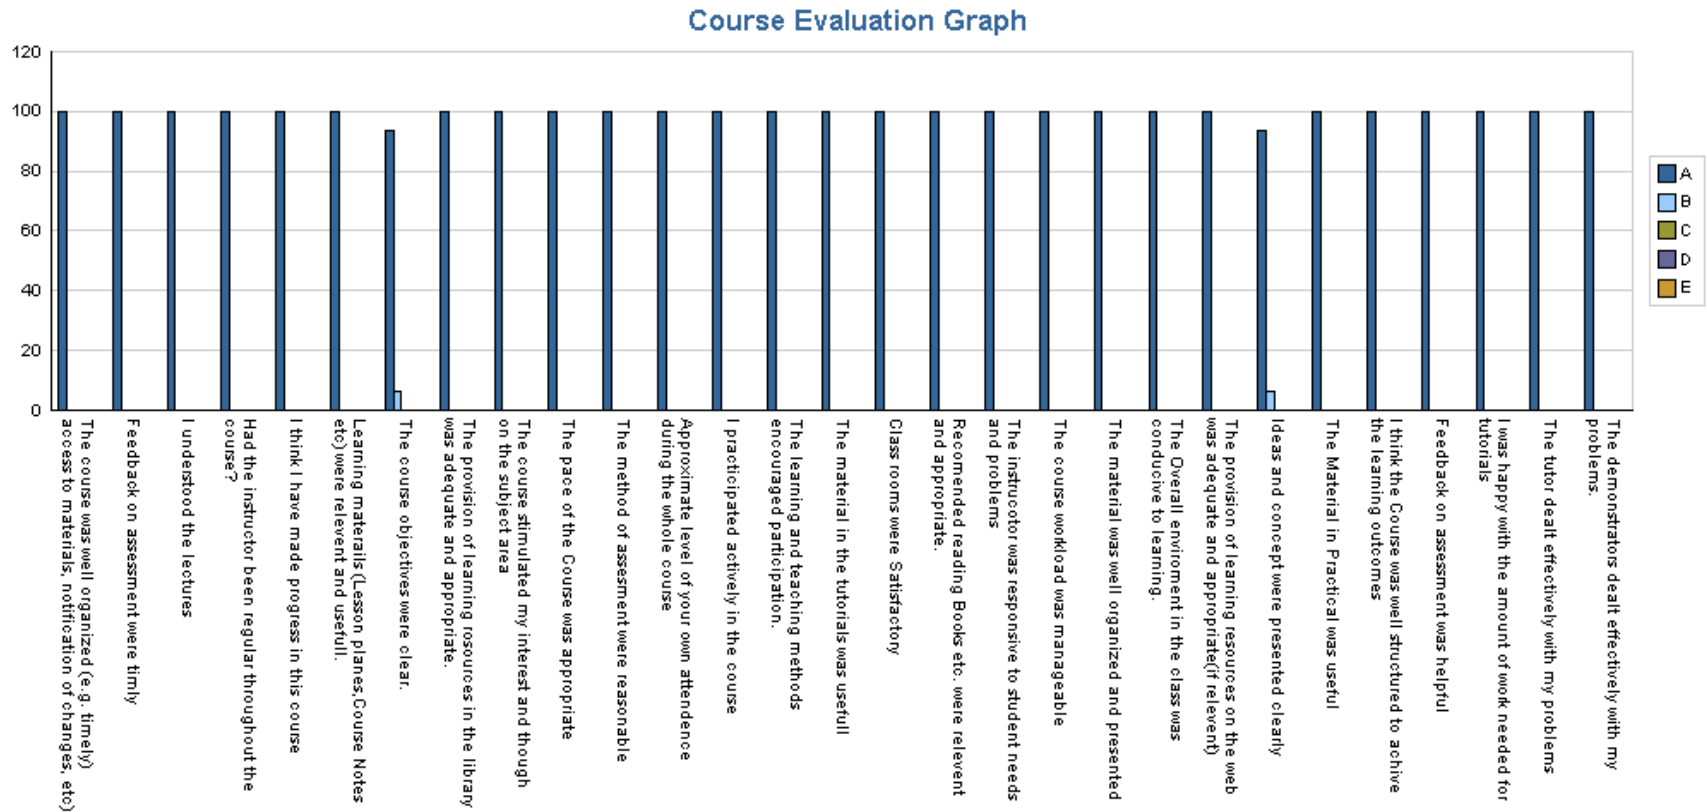 Course Evaluation Graph
120
100
80
60
40
20
0
A
B
C
D
E
The course was well organized (e.g. timely)
access to materials, notification of changes, etc)
Feedback on assessment were timly
I understood the lectures
Had the instructor been regular throughout the
course?
I think I have made progress in this course
Learning materails (Lesson planes,Course Notes
etc) were relevent and usefull.
The course objectives were clear.
The provision of learning rosources in the library
was adequate and appropriate.
The course stimulated my interest and though
on the subject area
The pace of the Course was appropriate
The method of assesment were reasonable
Approximate level of your own attendence
during the whole course
I practicipated actively in the course
The learning and teaching methods
encouraged participation.
The material in the tutorials was usefull
Class rooms were Satisfactory
Recomended reading Books etc. were relevent
and appropriate.
The instrucotor was responsive to student needs
and problems
The course workload was manageable
The material was well organized and presented
The Overall enviroment in the class was
conducive to learning.
The provision of learning resources on the web
was adequate and appropriate(if relevent)
Ideas and concept were presented clearly
The Material in Practical was useful
I think the Course was well structured to achive
the learning outcomes
Feedback on assessment was helpful
I was happy with the amount of work needed for
tutorials
The tutor dealt effectively with my problems
The demonstrators dealt effectively with my
problems.